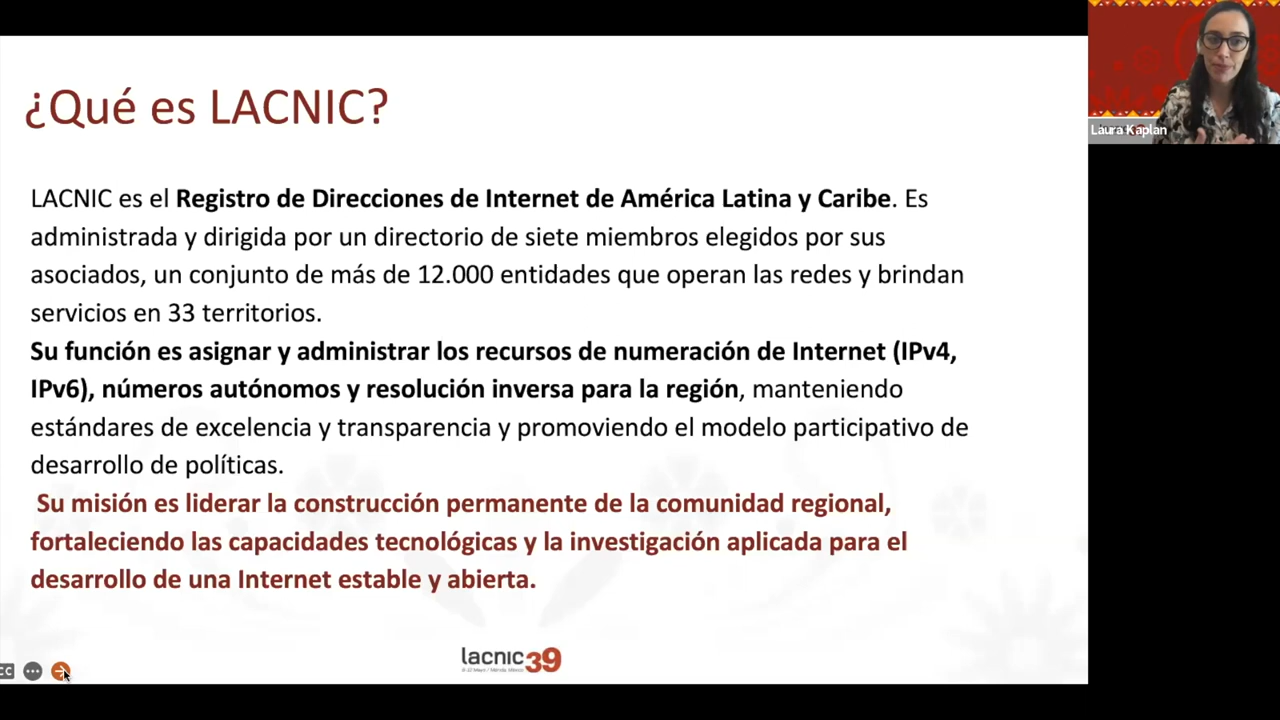 ¿Qué es LACNIC?
LACNIC es el Registro de Direcciones de Internet de América Latina y Caribe. Es
administrada y dirigida por un directorio de siete miembros elegidos por sus
asociados, un conjunto de más de 12.000 entidades que operan las redes y brindan
servicios en 33 territorios.
Su función es asignar y administrar los recursos de numeración de Internet (IPv4,
IPv6), números autónomos y resolución inversa para la región, manteniendo
estándares de excelencia y transparencia y promoviendo el modelo participativo de
desarrollo de políticas.
Su misión es liderar la construcción permanente de la comunidad regional,
fortaleciendo las capacidades tecnológicas y la investigación aplicada para el
desarrollo de una Internet estable y abierta.
lacnic39
Laura Kaplan
CC